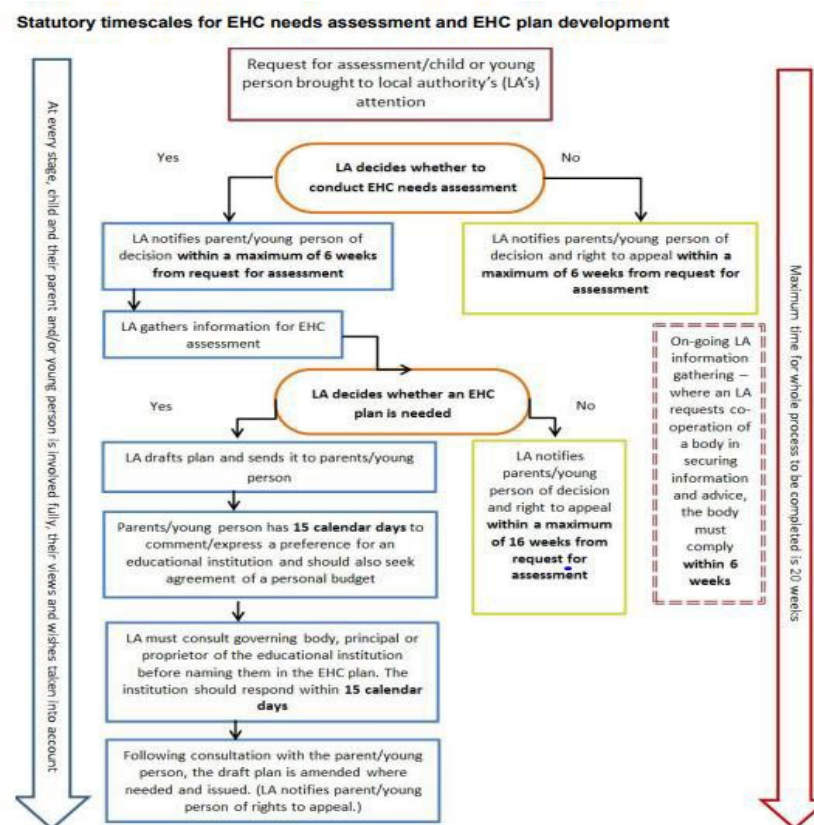 Statutory timescales for EHC needs assessment and EHC plan development
Request for assessment/child or young
person brought to local authority's (LA's)
attention
Yes
LA decides whether to
conduct EHC needs assessment
No
LA notifies parent/young person of
decision within a maximum of 6 weeks
from request for assessment
LA notifies parents/young person of
decision and right to appeal within a
maximum of 6 weeks from request for
assessment
LA gathers information for EHC
assessment
On-going LA
information
gathering –
where an LA
requests co-
operation of
a body in
securing
information
and advice,
the body
must
comply
within 6
weeks
LA decides whether an EHC
plan is needed
Yes
No
LA drafts plan and sends it to parents/young
person
LA notifies
parents/young
person of decision
and right to appeal
within a maximum
of 16 weeks from
request for
assessment
Parents/young person has 15 calendar days to
comment/express a preference for an
educational institution and should also seek
agreement of a personal budget
LA must consult governing body, principal or
proprietor of the educational institution
before naming them in the EHC plan. The
institution should respond within 15 calendar
days
Following consultation with the parent/young
person, the draft plan is amended where
needed and issued. (LA notifies parent/young
person of rights to appeal.)
At every stage, child and their parent and/or young person is involved fully, their views and wishes taken into account
Maximum time for whole process to be completed is 20 weeks